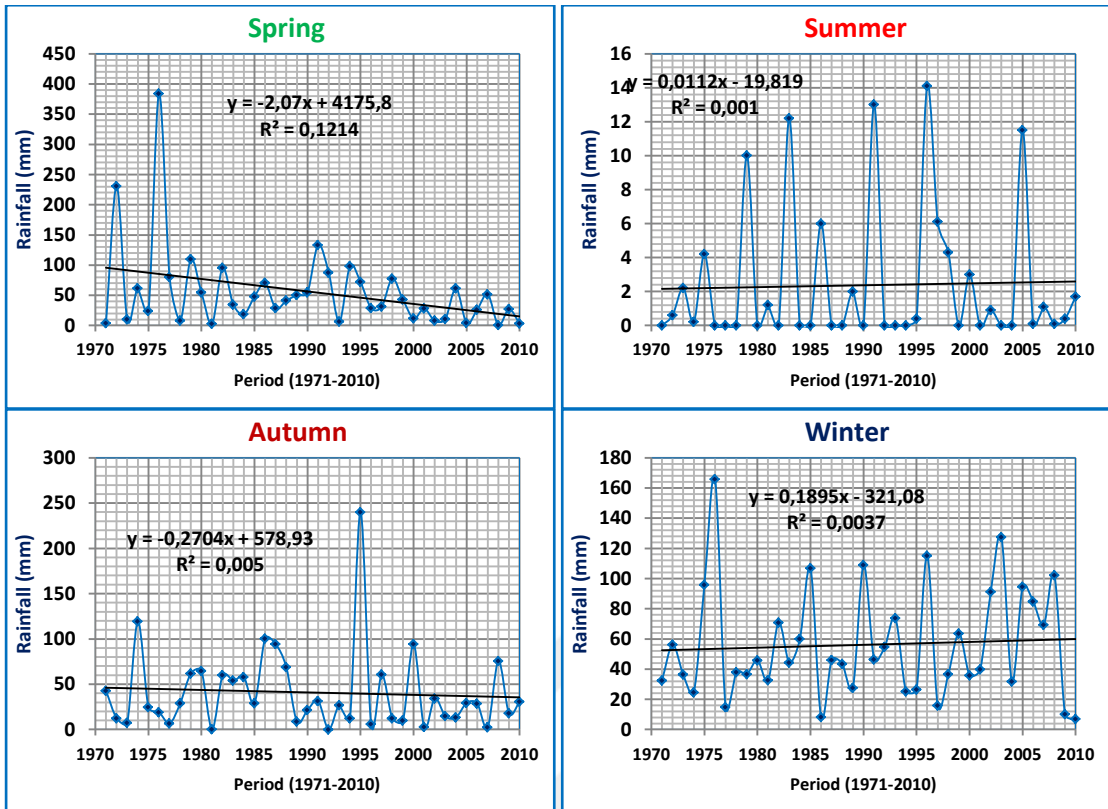 Spring
450
400
350
300
250
200
150
100
50
0
Rainfall (mm)
y = -2,07x + 4175,8
R² = 0,1214
1970 1975 1980 1985 1990 1995 2000 2005 2010
Period (1971-2010)
Summer
16
14
12
10
8
6
4
2
0
Rainfall (mm)
y = 0,0112x - 19,819
R² = 0,001
1970 1975 1980 1985 1990 1995 2000 2005 2010
Period (1971-2010)
Autumn
300
250
200
150
100
50
0
Rainfall (mm)
y = -0,2704x + 578,93
R² = 0,005
1970 1975 1980 1985 1990 1995 2000 2005 2010
Period (1971-2010)
Winter
180
160
140
120
100
80
60
40
20
0
Rainfall (mm)
y = 0,1895x - 321,08
R² = 0,0037
1970 1975 1980 1985 1990 1995 2000 2005 2010
Period (1971-2010)